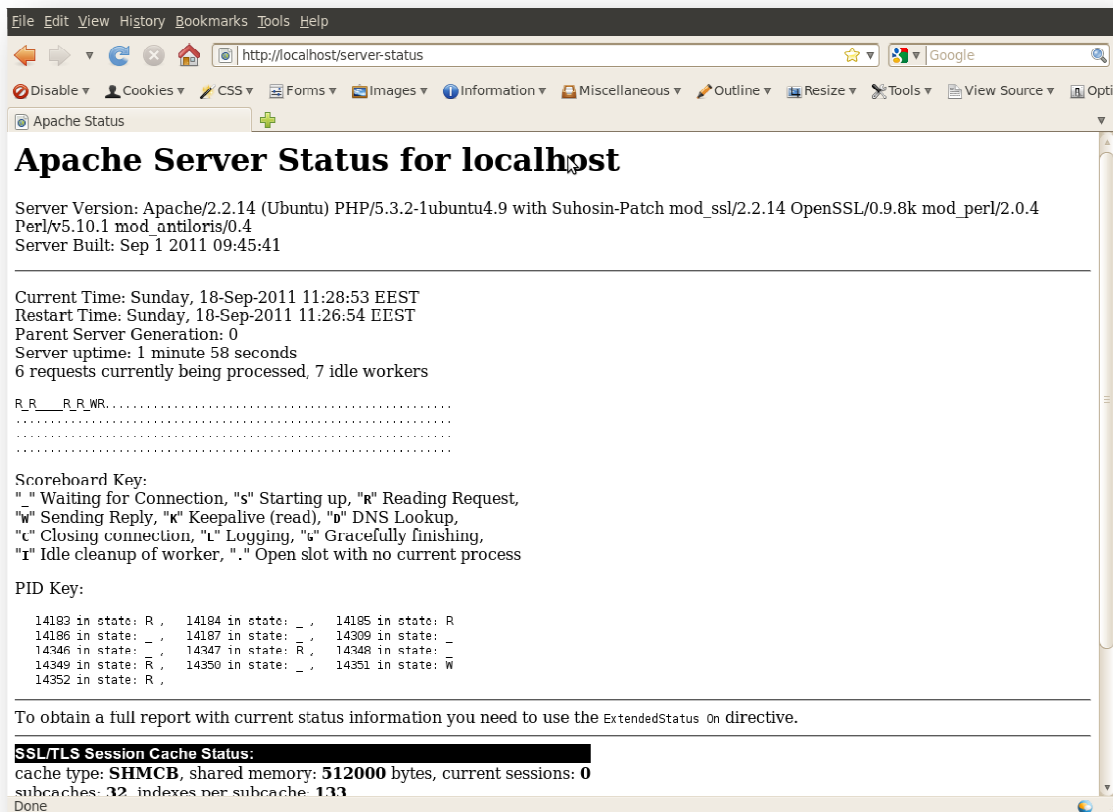 File Edit View History Bookmarks Tools Help
http://localhost/server-status Google
Disable Cookies CSS Forms Images Information Miscellaneous Outline Resize Tools View Source Opti
Apache Status
Apache Server Status for localhost
Server Version: Apache/2.2.14 (Ubuntu) PHP/5.3.2-1ubuntu4.9 with Suhosin-Patch mod_ssl/2.2.14 OpenSSL/0.9.8k mod_perl/2.0.4
Perl/v5.10.1 mod_antiloris/0.4
Server Built: Sep 1 2011 09:45:41
Current Time: Sunday, 18-Sep-2011 11:28:53 EEST
Restart Time: Sunday, 18-Sep-2011 11:26:54 EEST
Parent Server Generation: 0
Server uptime: 1 minute 58 seconds
6 requests currently being processed, 7 idle workers
R_R____R_R_WR...................................................
................................................................
................................................................
................................................................
Scoreboard Key:
"_" Waiting for Connection, "S" Starting up, "R" Reading Request,
"W" Sending Reply, "K" Keepalive (read), "D" DNS Lookup,
"C" Closing connection, "L" Logging, "G" Gracefully finishing,
"I" Idle cleanup of worker, "." Open slot with no current process
PID Key:
14183 in state: R , 14184 in state: _ , 14185 in state: R
14186 in state: _ , 14187 in state: _ , 14309 in state: _
14346 in state: _ , 14347 in state: R , 14348 in state: _
14349 in state: R , 14350 in state: _ , 14351 in state: W
14352 in state: R ,
To obtain a full report with current status information you need to use the ExtendedStatus On directive.
SSL/TLS Session Cache Status:
cache type: SHMCB, shared memory: 512000 bytes, current sessions: 0
subcaches: 32, indexes per subcache: 133
Done